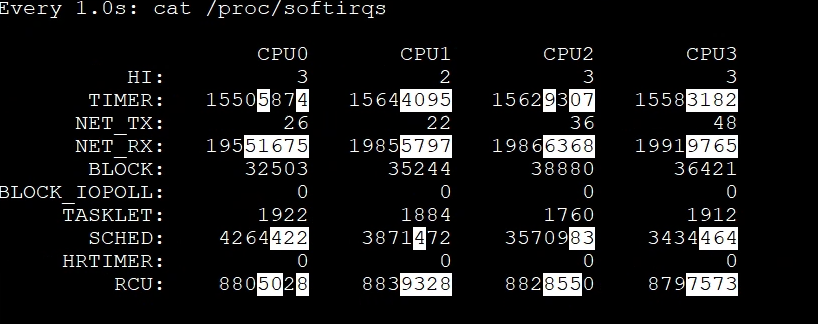 Every 1.0s: cat /proc/softirqs
CPU0 CPU1 CPU2 CPU3
HI: 3 2 3 3
TIMER: 15505874 15644095 15629307 15583182
NET_TX: 26 22 36 48
NET_RX: 19551675 19855797 19866368 19919765
BLOCK: 32503 35244 38880 36421
BLOCK_IOPOLL: 0 0 0 0
TASKLET: 1922 1884 1760 1912
SCHED: 4264422 3871472 3570983 3434464
HRTIMER: 0 0 0 0
RCU: 8805028 8839328 8828550 8797573